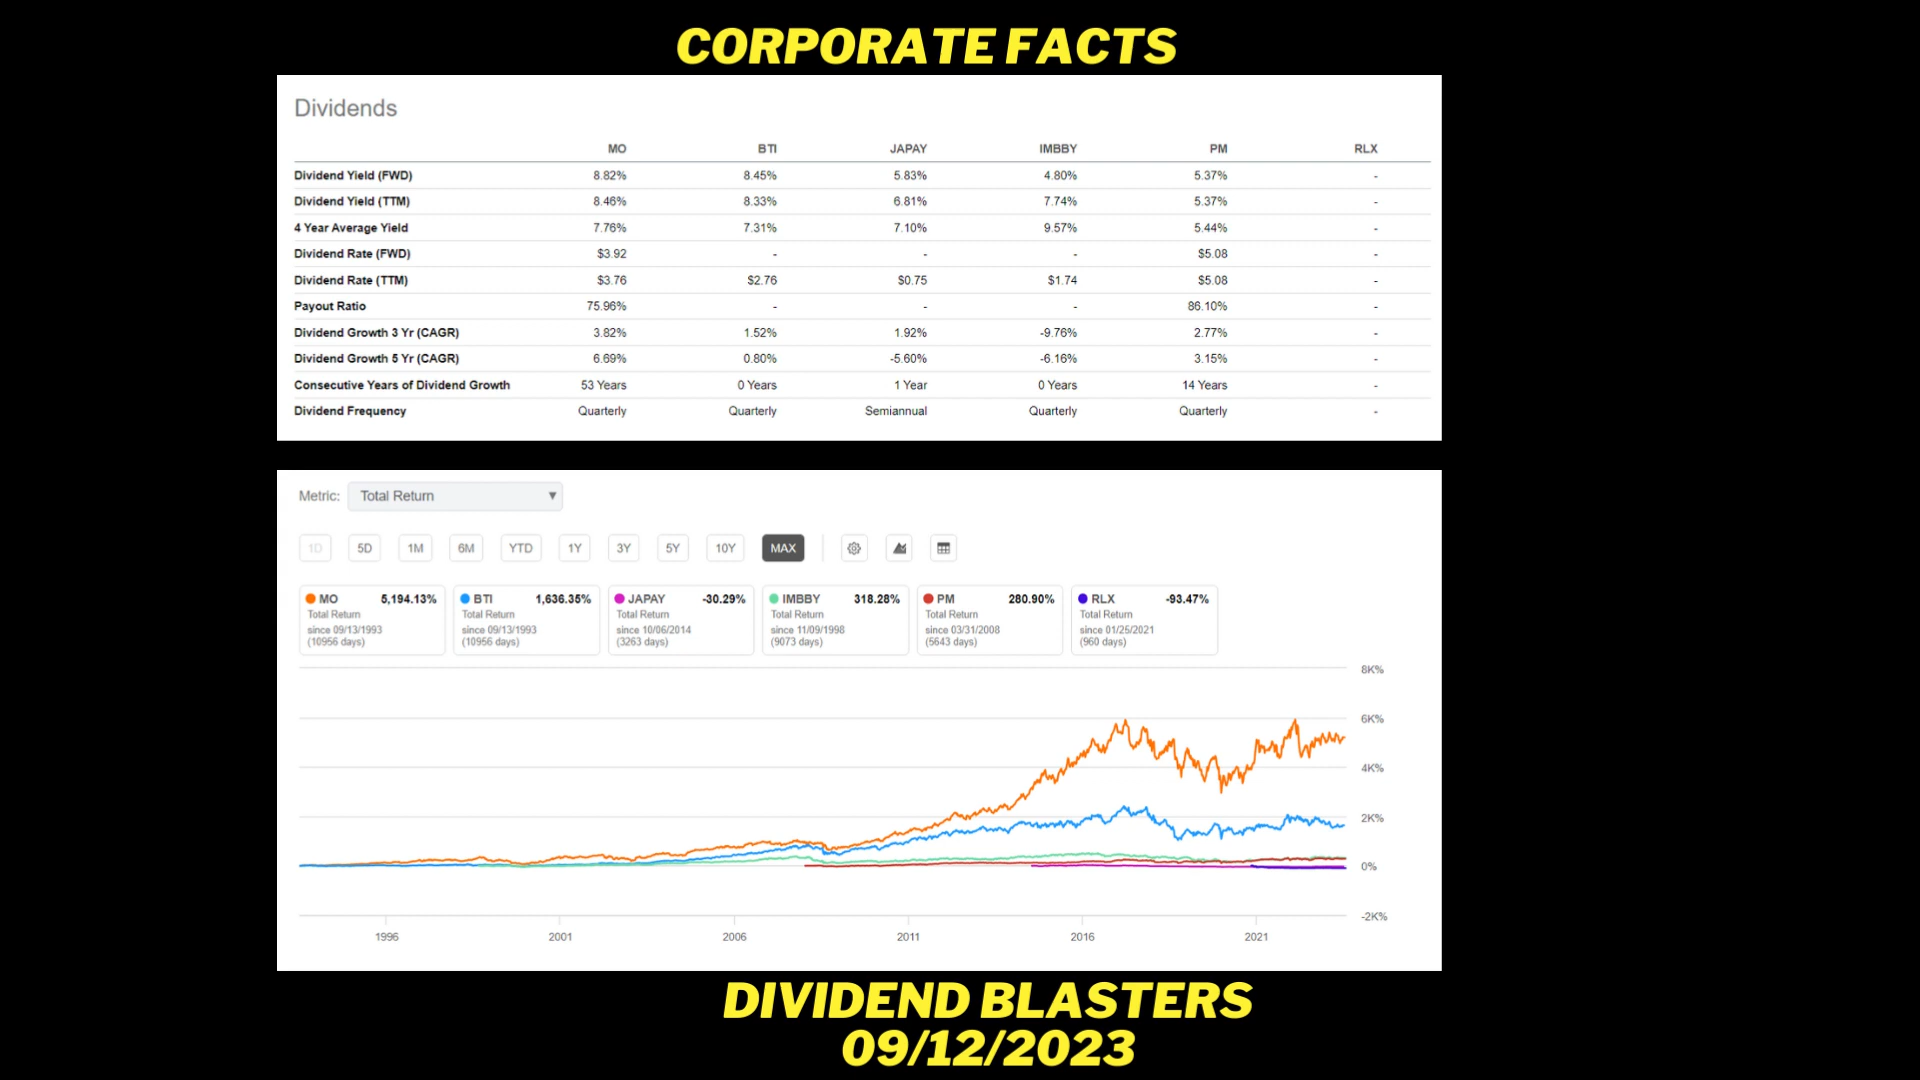 CORPORATE FACTS
Dividends
MO BTI JAPAY IMBBY PM RLX
Dividend Yield (FWD) 8.82% 8.45% 5.83% 4.80% 5.37% -
Dividend Yield (TTM) 8.46% 8.33% 6.81% 7.74% 5.37% -
4 Year Average Yield 7.76% 7.31% 7.10% 9.57% 5.44% -
Dividend Rate (FWD) $3.92 - - - $5.08 -
Dividend Rate (TTM) $3.76 $2.76 $0.75 $1.74 $5.08 -
Payout Ratio 75.96% - - - 86.10% -
Dividend Growth 3 Yr (CAGR) 3.82% 1.52% 1.92% -9.76% 2.77% -
Dividend Growth 5 Yr (CAGR) 6.69% 0.80% -5.60% -6.16% 3.15% -
Consecutive Years of Dividend Growth 53 Years 0 Years 1 Year 0 Years 14 Years -
Dividend Frequency Quarterly Quarterly Semiannual Quarterly Quarterly -
Metric: Total Return
1D 5D 1M 6M YTD 1Y 3Y 5Y 10Y MAX
MO 5,194.13% BTI 1,636.35% JAPAY -30.29% IMBBY 318.28% PM 280.90% RLX -93.47%
Total Return Total Return Total Return Total Return Total Return Total Return
since 09/13/1993 since 09/13/1993 since 10/06/2014 since 11/09/1998 since 03/31/2008 since 01/25/2021
(10956 days) (10956 days) (3263 days) (9073 days) (5643 days) (960 days)
8K%
6K%
4K%
2K%
0%
-2K%
1996 2001 2006 2011 2016 2021
DIVIDEND BLASTERS
09/12/2023